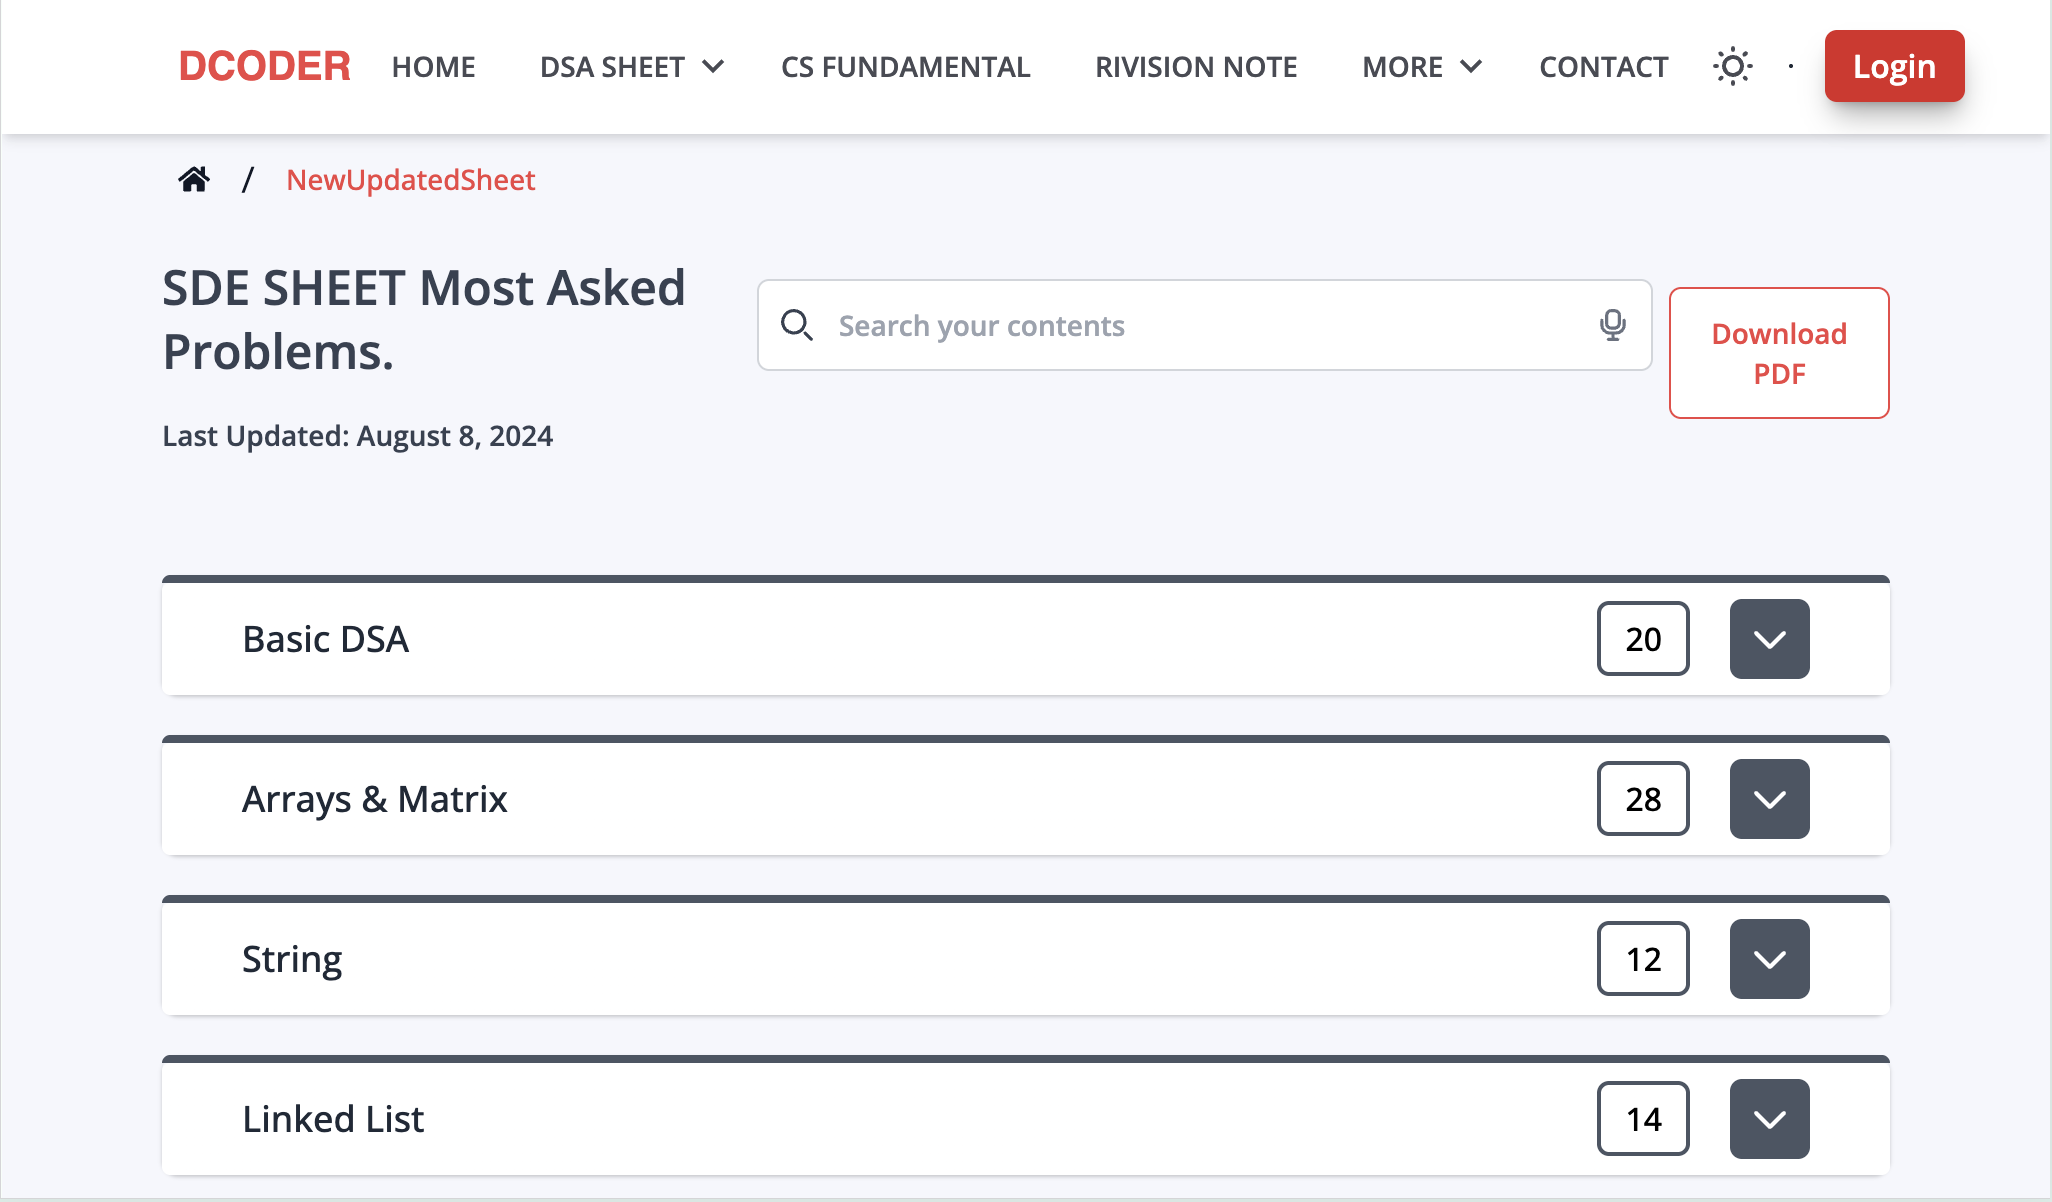 DCODER HOME DSA SHEET CS FUNDAMENTAL RIVISION NOTE MORE CONTACT Login
/ NewUpdatedSheet
SDE SHEET Most Asked
Problems.
Search your contents
Download
PDF
Last Updated: August 8, 2024
Basic DSA 20
Arrays & Matrix 28
String 12
Linked List 14